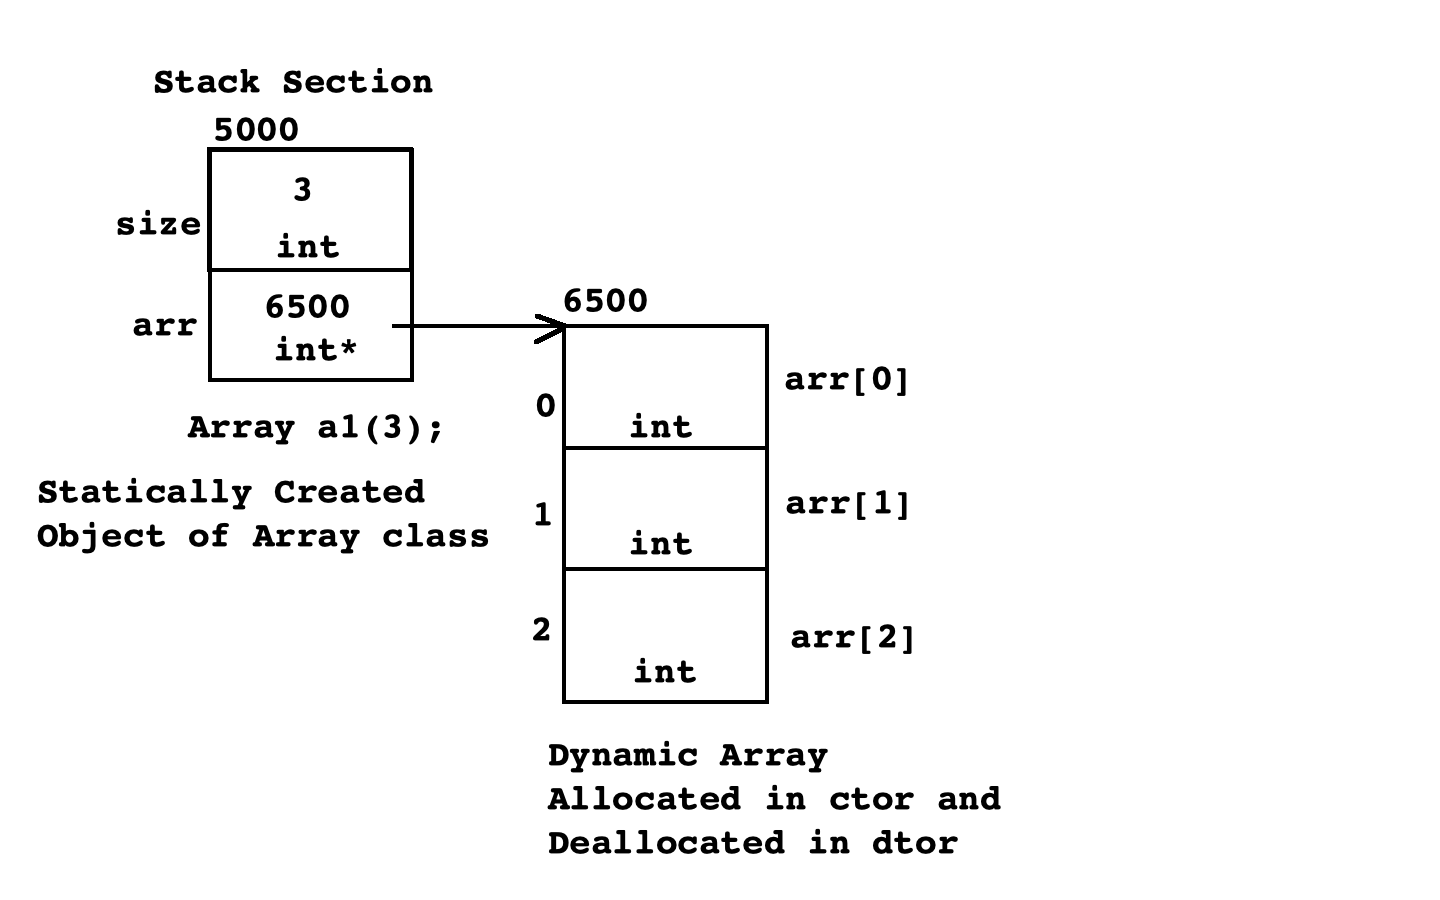 Stack Section
5000
3
size
int
6500
arr
int*
Array a1(3);
Statically Created
Object of Array class
6500
arr[0]
0
int
arr[1]
1
int
2
arr[2]
int
Dynamic Array
Allocated in ctor and
Deallocated in dtor